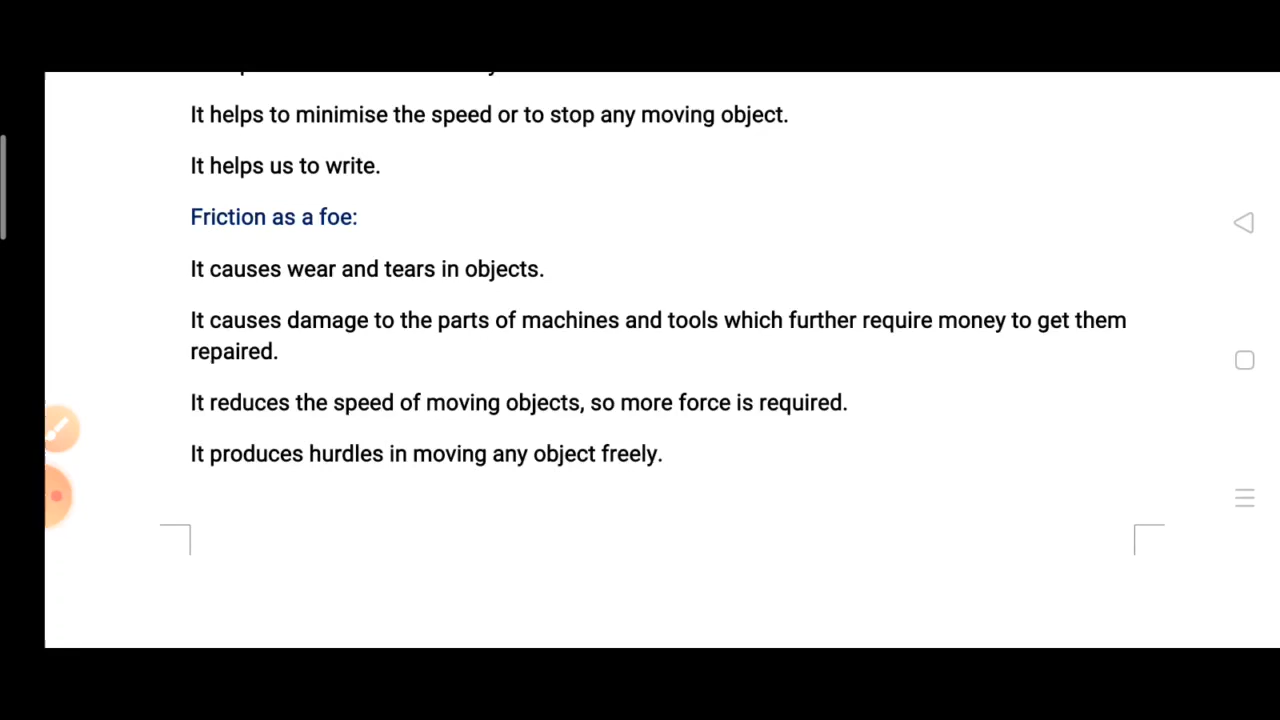 It helps to minimise the speed or to stop any moving object.
It helps us to write.
Friction as a foe:
It causes wear and tears in objects.
It causes damage to the parts of machines and tools which further require money to get them
repaired.
It reduces the speed of moving objects, so more force is required.
It produces hurdles in moving any object freely.